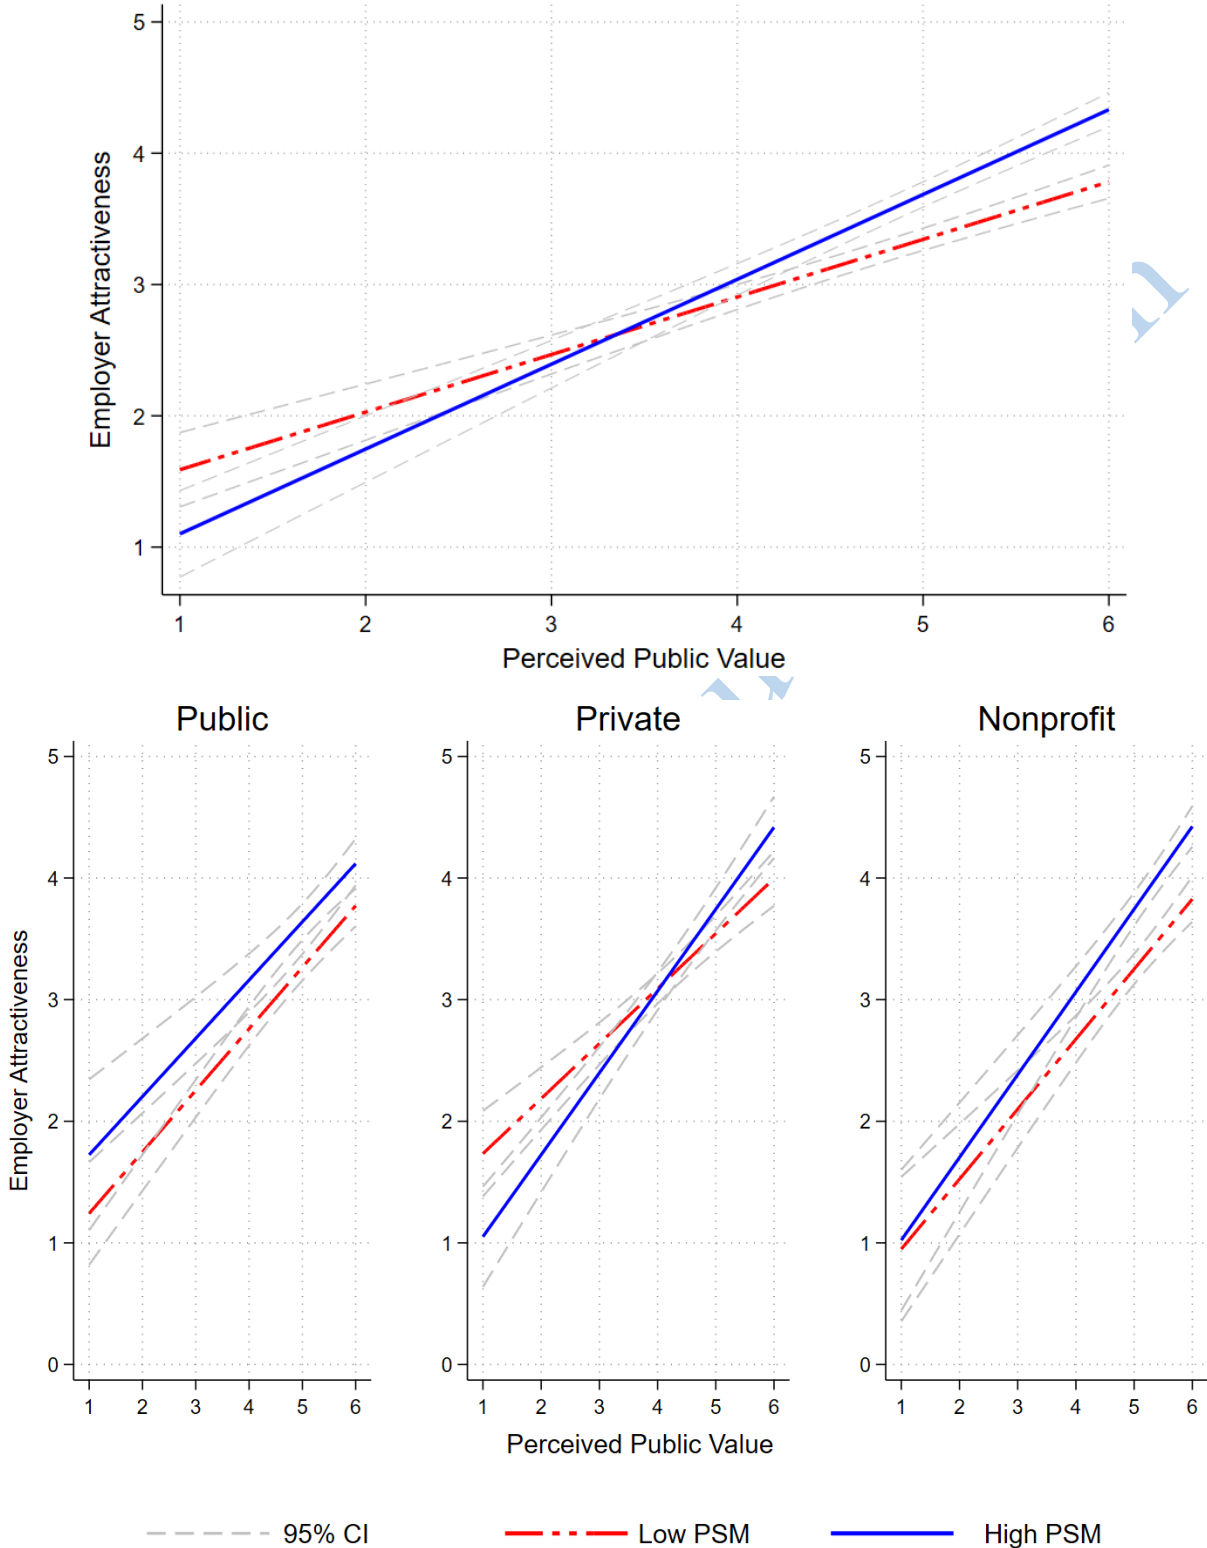 5
4
3
2
1
Employer Attractiveness
1 2 3 4 5 6
Perceived Public Value
Public Private Nonprofit
5 5 5
4 4 4
3 3 3
2 2 2
1 1 1
0 0 0
Employer Attractiveness
1 2 3 4 5 6 1 2 3 4 5 6 1 2 3 4 5 6
Perceived Public Value
95% CI Low PSM High PSM